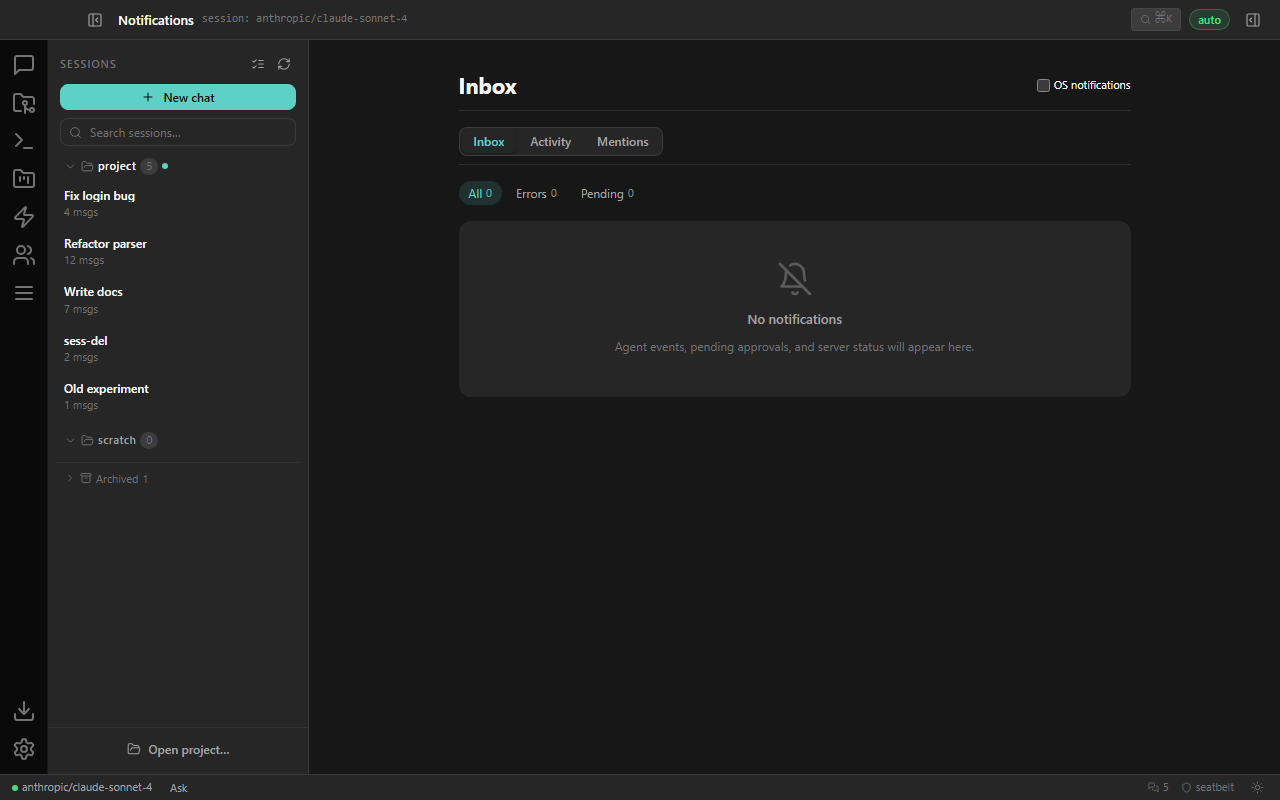 Notifications session: anthropic/claude-sonnet-4
⌘K
auto
SESSIONS
New chat
Search sessions...
project 5
Fix login bug
4 msgs
Refactor parser
12 msgs
Write docs
7 msgs
sess-del
2 msgs
Old experiment
1 msgs
scratch 0
Archived 1
Open project...
Inbox
OS notifications
Inbox Activity Mentions
All 0 Errors 0 Pending 0
No notifications
Agent events, pending approvals, and server status will appear here.
anthropic/claude-sonnet-4 Ask
5 seatbelt